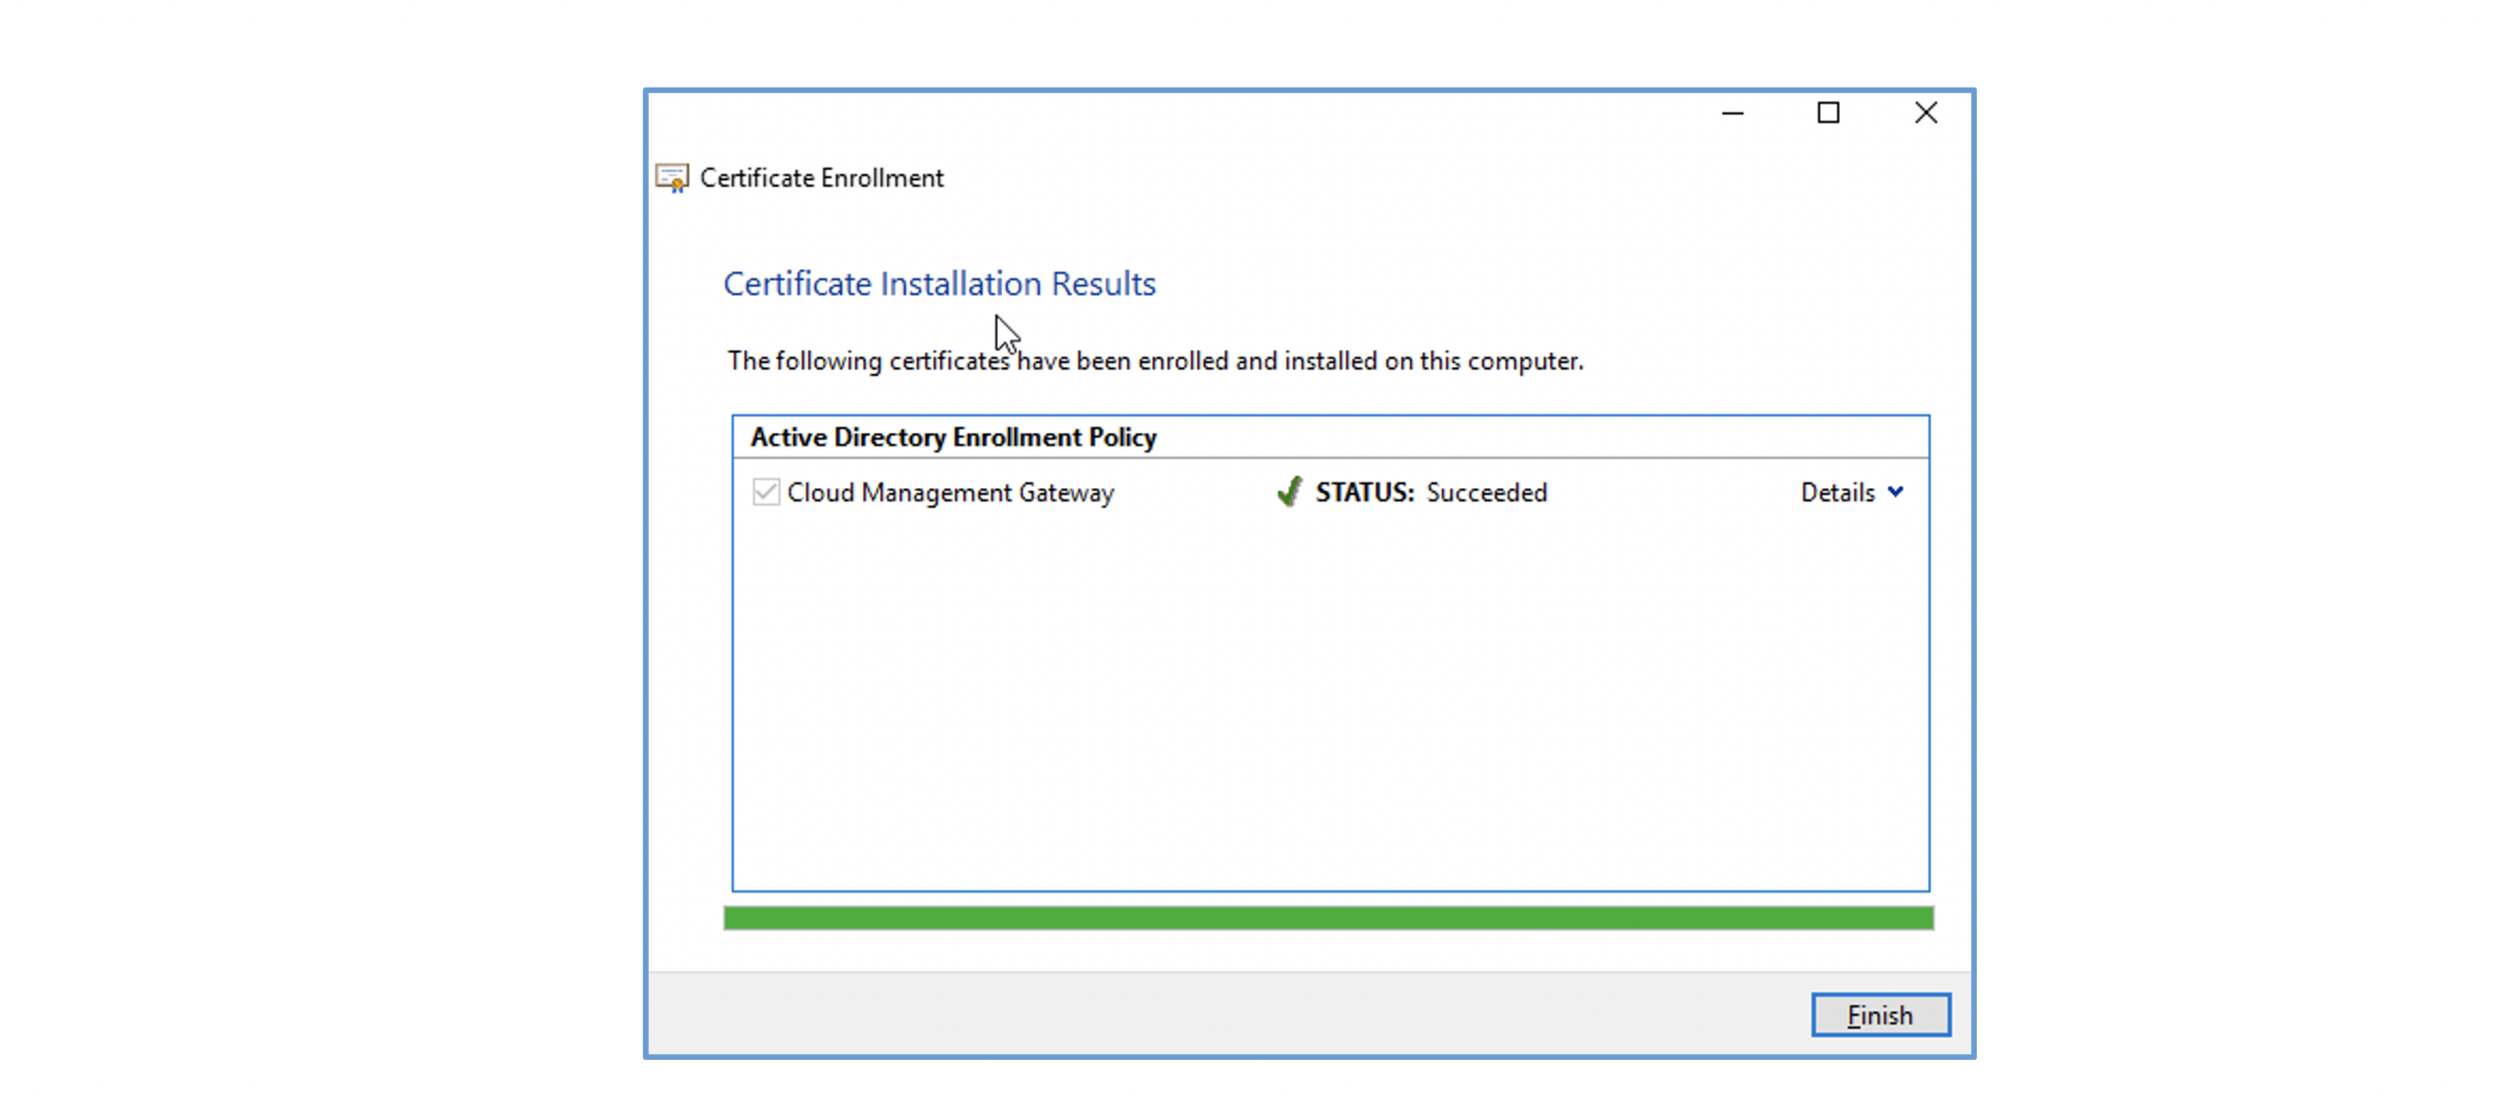 Certificate Enrollment
Certificate Installation Results
The following certificates have been enrolled and installed on this computer.
Active Directory Enrollment Policy
Cloud Management Gateway STATUS: Succeeded Details
Finish